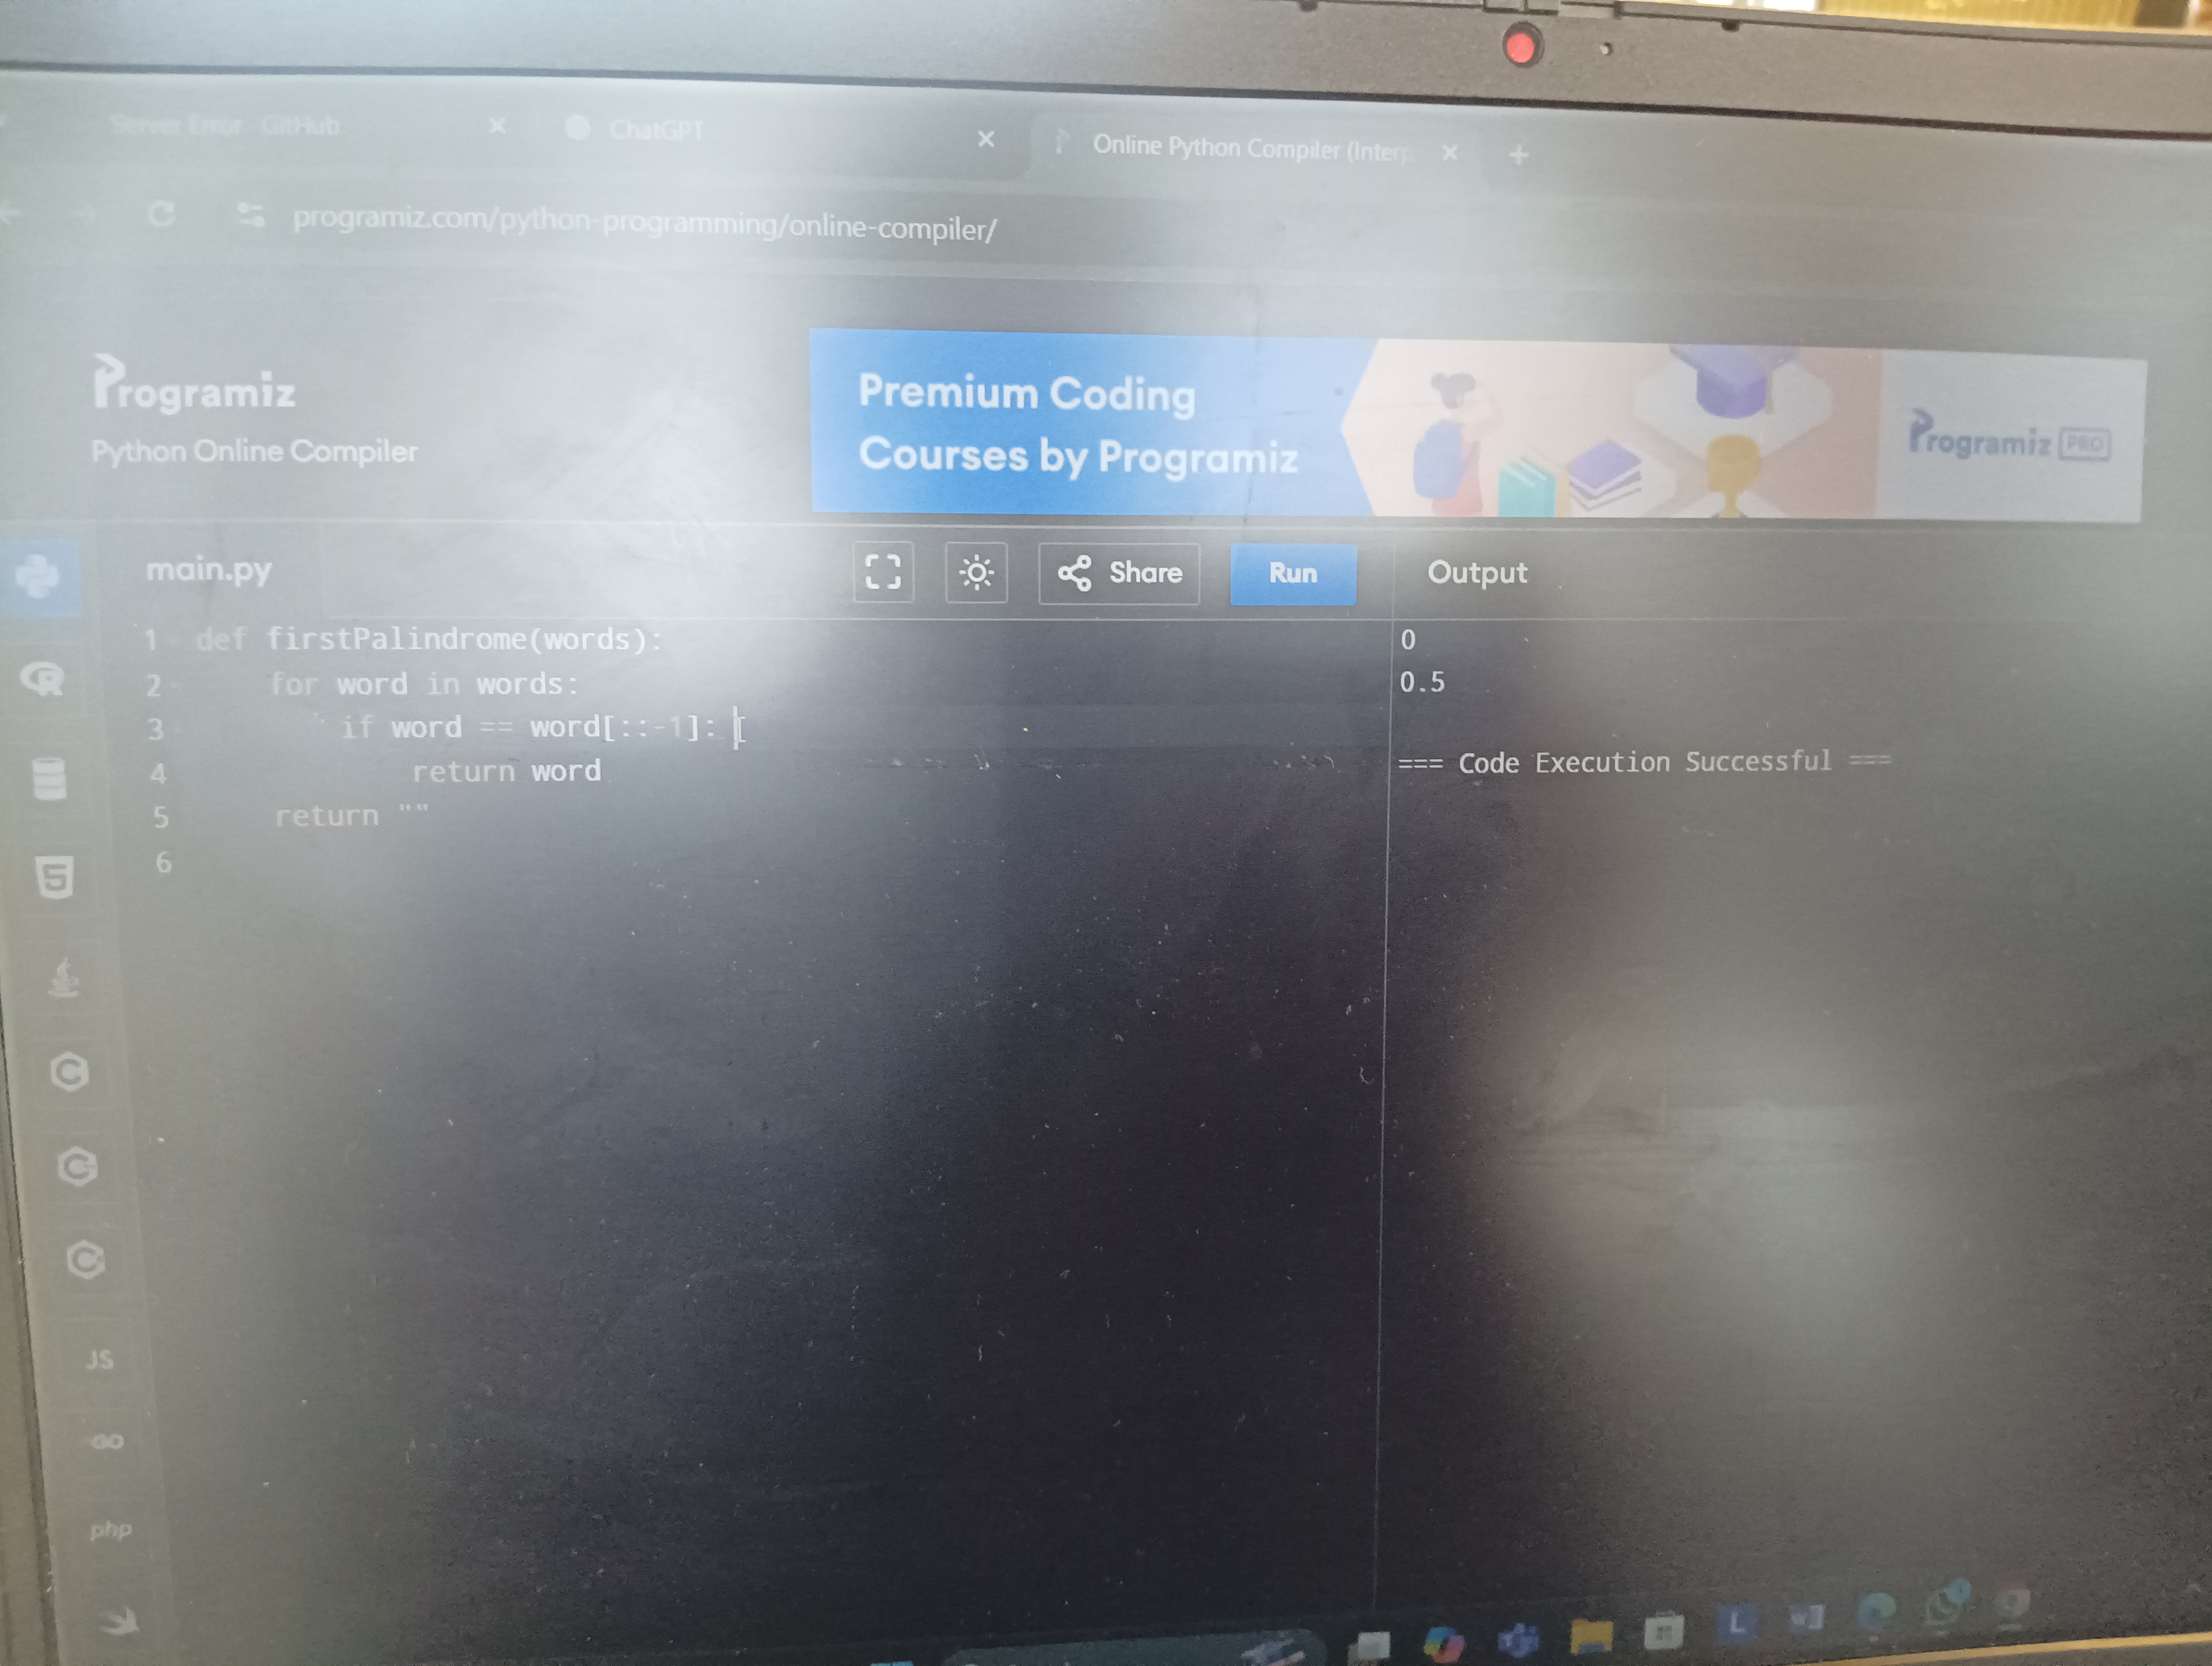 Server Error - GitHub
ChatGPT
Online Python Compiler (Inter
programiz.com/python-programming/online-compiler/
Programiz
Python Online Compiler
Premium Coding
Courses by Programiz
Programiz PRO
main.py
Share
Run
Output
1 def firstPalindrome(words):
2 for word in words:
3 if word == word[::-1]:
4 return word
5 return ""
6
0
0.5
=== Code Execution Successful ===
JS
GO
php